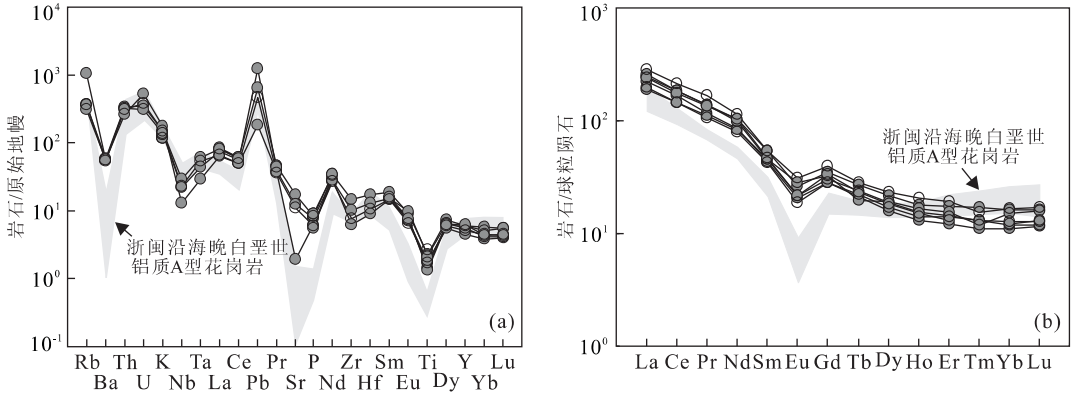 (a)
10⁴
10³
10²
10¹
10⁰
10⁻¹
岩石/原始地幔
浙闽沿海晚白垩世
铝质A型花岗岩
Rb Th K Ta Ce Pr P Zr Sm Ti Y Lu
Ba U Nb La Pb Sr Nd Hf Eu Dy Yb
(b)
10³
10²
10¹
10⁰
岩石/球粒陨石
浙闽沿海晚白垩世
铝质A型花岗岩
La Ce Pr Nd Sm Eu Gd Tb Dy Ho Er Tm Yb Lu